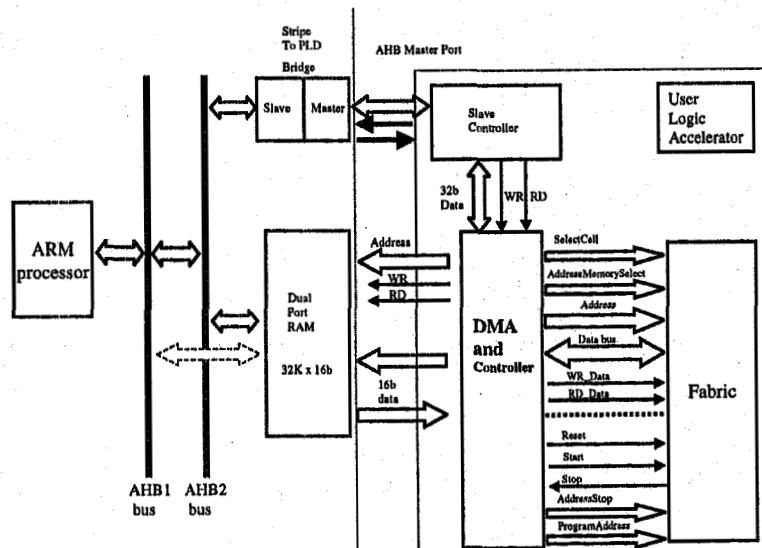 Stripe
To PLD
Bridge
AHB Master Port
Slave
Master
Slave
Controller
User
Logic
Accelerator
32b
Data
WR
RD
ARM
processor
Address
WR
RD
Dual
Port
RAM
32K x 16b
16b
data
DMA
and
Controller
SelectCell
AddressMemorySelect
Address
Data bus
WR_Data
RD_Data
Reset
Start
Stop
AddressStop
ProgramAddress
Fabric
AHB1
bus
AHB2
bus